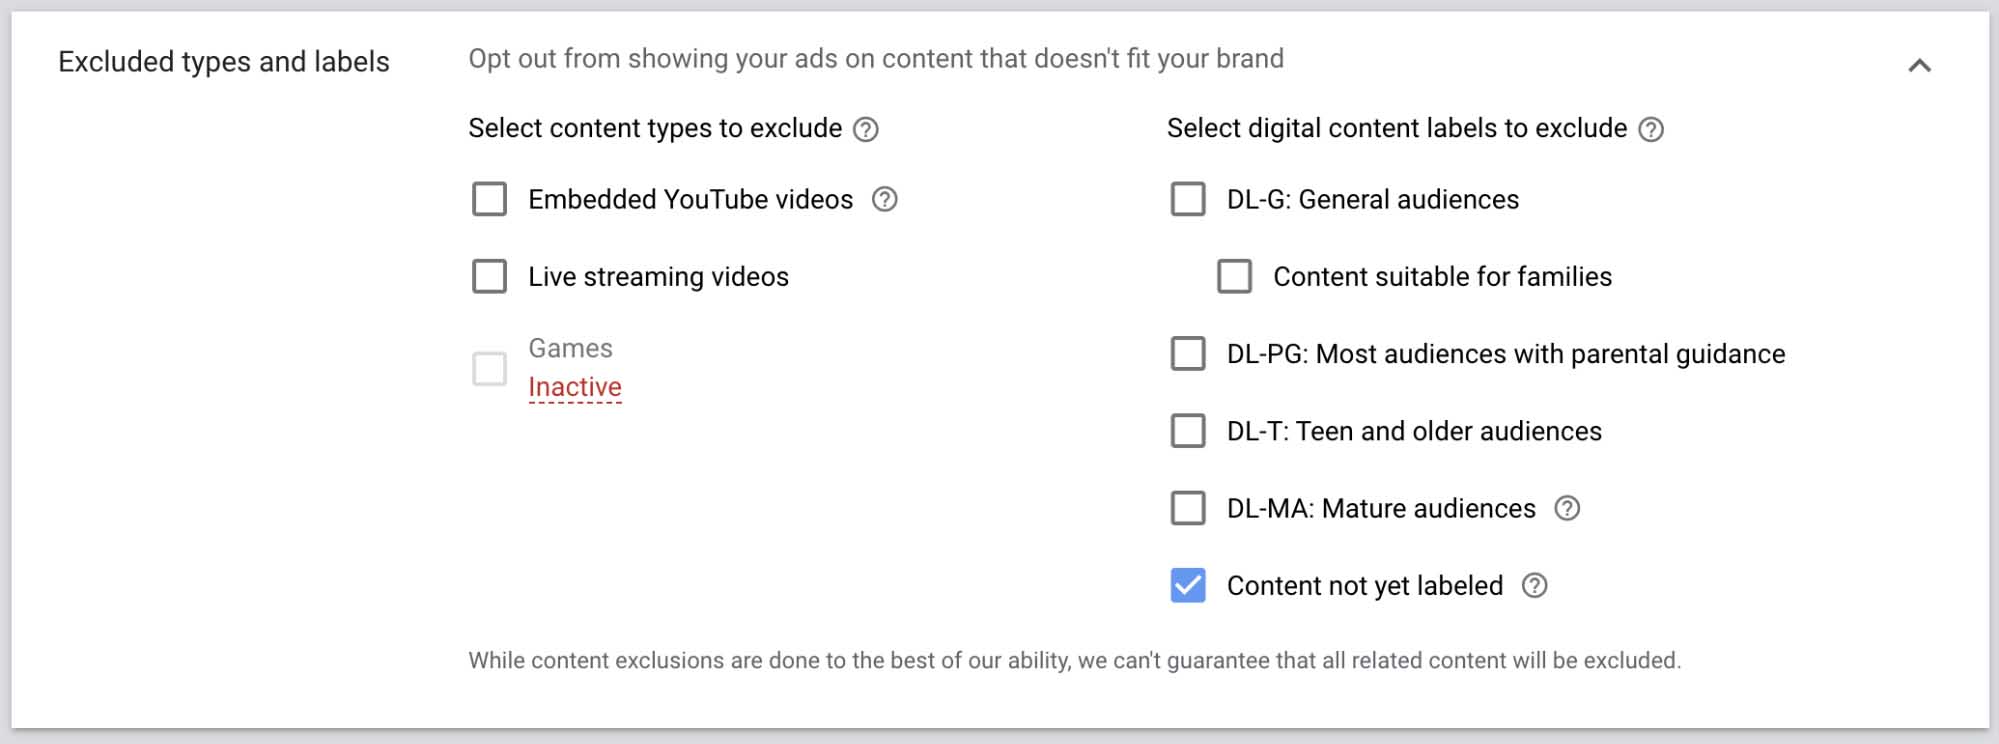 Excluded types and labels
Opt out from showing your ads on content that doesn't fit your brand
Select content types to exclude
Embedded YouTube videos
Live streaming videos
Games
Inactive
Select digital content labels to exclude
DL-G: General audiences
Content suitable for families
DL-PG: Most audiences with parental guidance
DL-T: Teen and older audiences
DL-MA: Mature audiences
Content not yet labeled
While content exclusions are done to the best of our ability, we can't guarantee that all related content will be excluded.